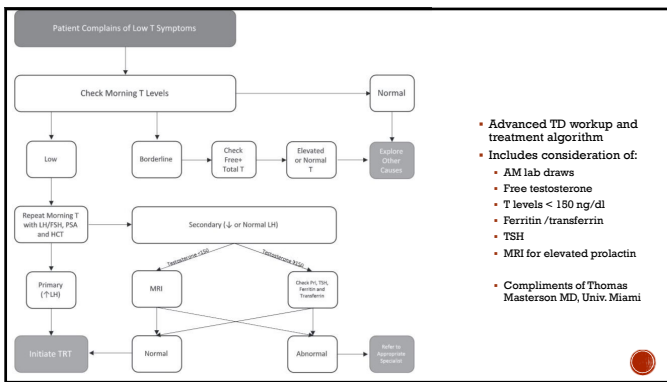 Patient Complains of Low T Symptoms
Check Morning T Levels
Normal
Low
Borderline
Check
Free+
Total T
Elevated
or Normal
T
Explore
Other
Causes
Repeat Morning T
with LH/FSH, PSA
and HCT
Secondary (↓ or Normal LH)
Testosterone <150
Testosterone ≥150
Primary
(↑LH)
MRI
Check Prl, TSH,
Ferritin and
Transferrin
Initiate TRT
Normal
Abnormal
Refer to
Appropriate
Specialist
▪ Advanced TD workup and
treatment algorithm
▪ Includes consideration of:
▪ AM lab draws
▪ Free testosterone
▪ T levels < 150 ng/dl
▪ Ferritin /transferrin
▪ TSH
▪ MRI for elevated prolactin
▪ Compliments of Thomas
Masterson MD, Univ. Miami